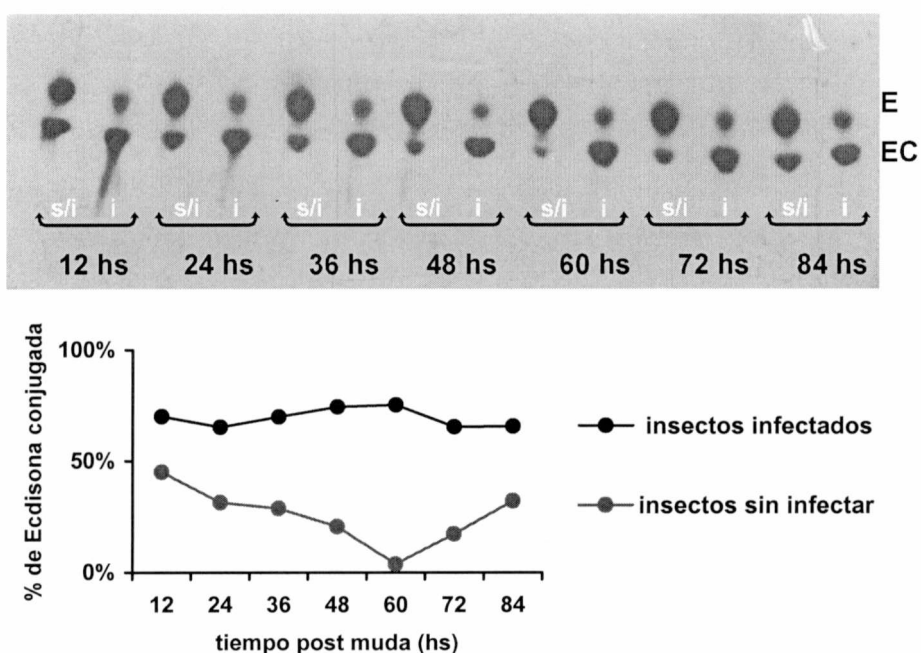 E
EC
s/i i s/i i s/i i s/i i s/i i s/i i s/i i
12 hs 24 hs 36 hs 48 hs 60 hs 72 hs 84 hs
% de Ecdisona conjugada
100%
50%
0%
12 24 36 48 60 72 84
tiempo post muda (hs)
insectos infectados
insectos sin infectar